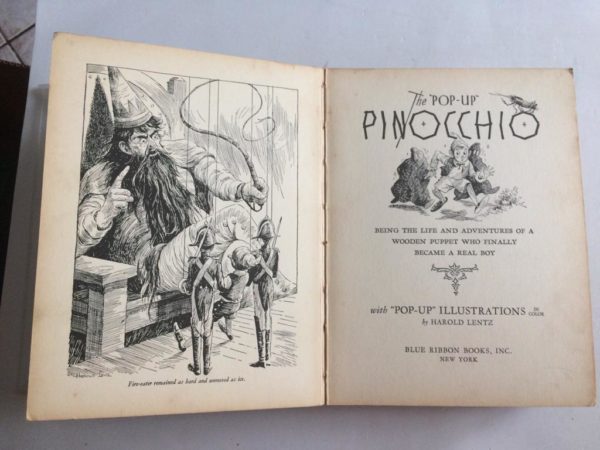 Fire-eater remained as hard and unmoved as ice.
The "POP-UP"
PINOCCHIO
BEING THE LIFE AND ADVENTURES OF A
WOODEN PUPPET WHO FINALLY
BECAME A REAL BOY
with "POP-UP" ILLUSTRATIONS IN COLOR
by HAROLD LENTZ
BLUE RIBBON BOOKS, INC.
NEW YORK